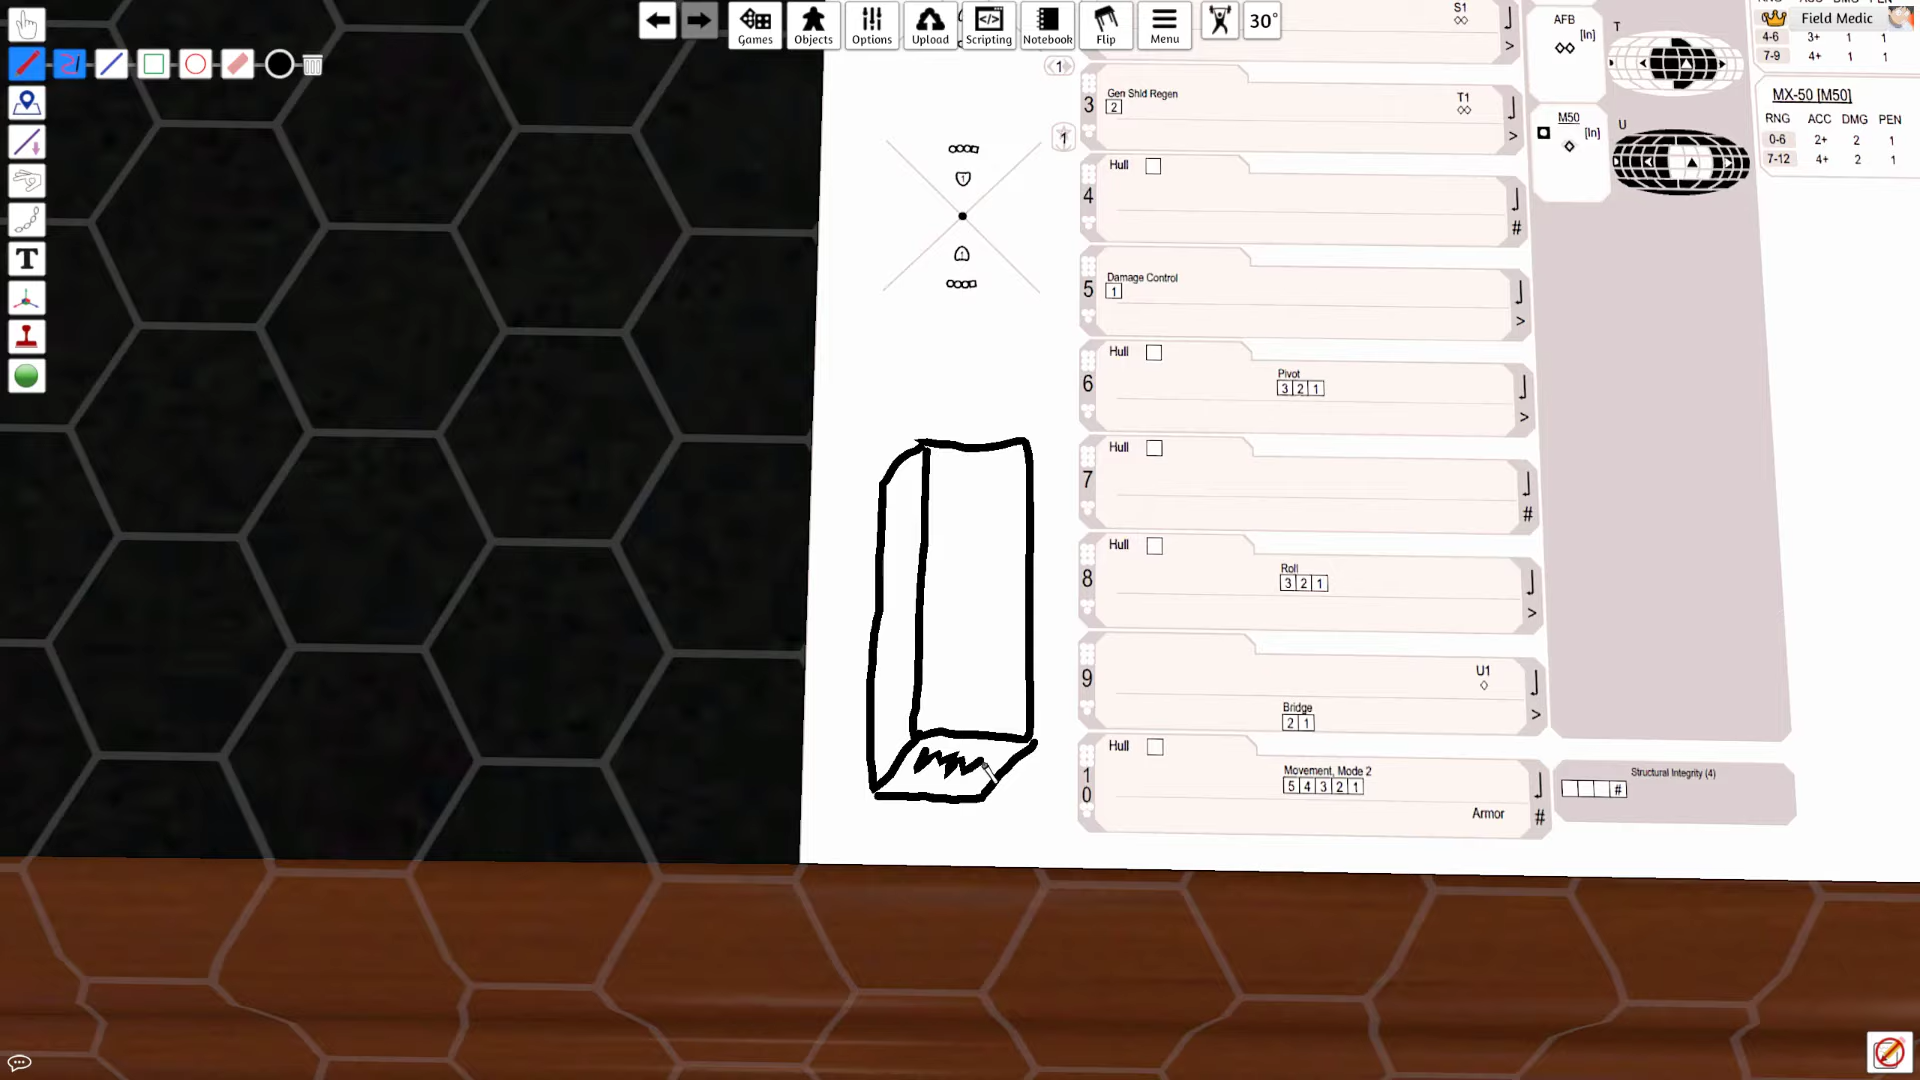 Games
Objects
Options
Upload
Scripting
Notebook
Flip
Menu
30°
T
S1
>
1
3
Gen Shld Regen
2
T1
>
1
1
1
4
Hull
#
5
Damage Control
1
>
6
Hull
Pivot
3 2 1
>
7
Hull
#
8
Hull
Roll
3 2 1
>
9
U1
Bridge
2 1
>
10
Hull
Movement, Mode 2
5 4 3 2 1
Armor
#
AFB
[In]
T
M50
[In]
U
Structural Integrity (4)
#
Field Medic
4-6 3+ 1 1
7-9 4+ 1 1
MX-50 [M50]
RNG ACC DMG PEN
0-6 2+ 2 1
7-12 4+ 2 1